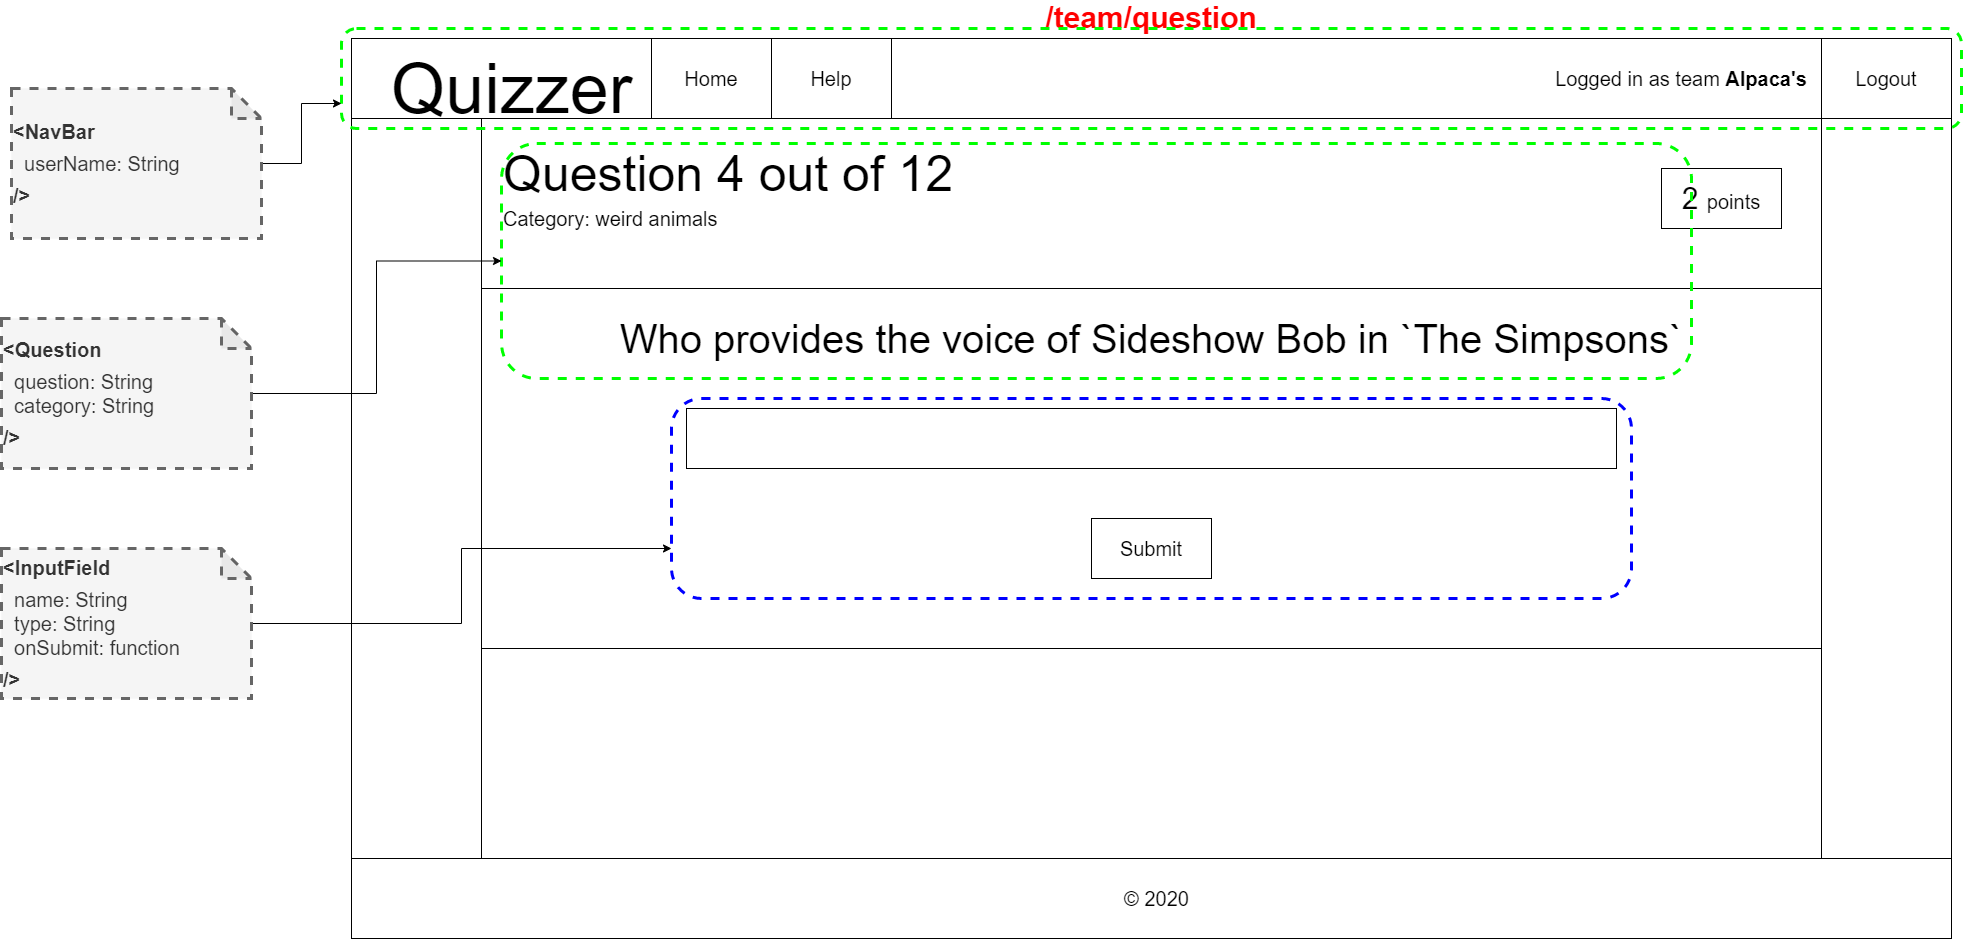 /team/question
Quizzer
Home
Help
Logged in as team Alpaca's
Logout
<NavBar
userName: String
/>
Question 4 out of 12
Category: weird animals
2 points
<Question
question: String
category: String
/>
Who provides the voice of Sideshow Bob in `The Simpsons`
<InputField
name: String
type: String
onSubmit: function
/>
Submit
© 2020